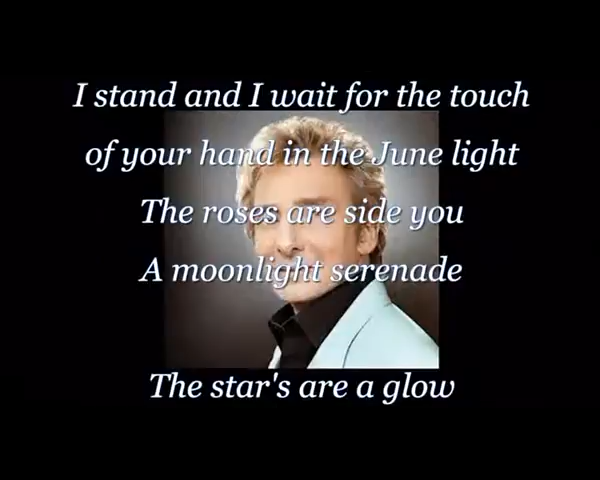 I stand and I wait for the touch
of your hand in the June light
The roses are side you
A moonlight serenade
The star's are a glow